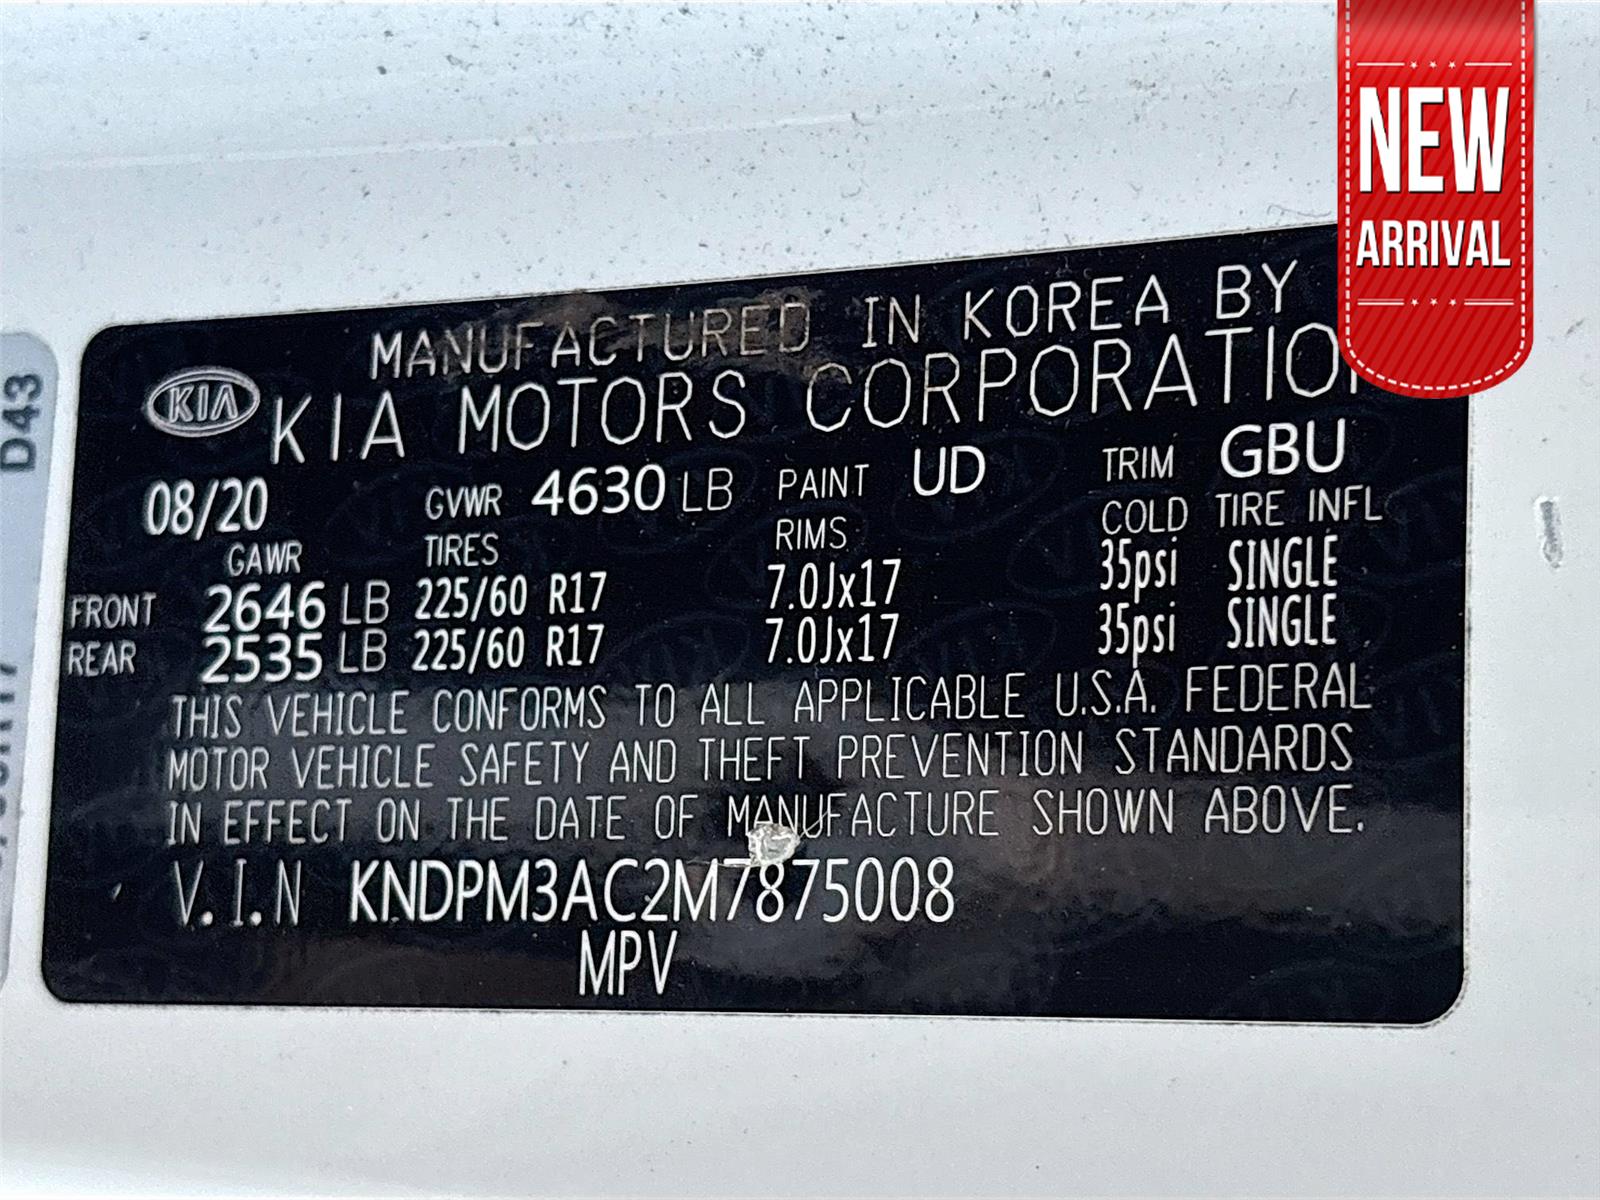 NEW
ARRIVAL
MANUFACTURED IN KOREA BY
KIA KIA MOTORS CORPORATIO
08/20 GVWR 4630 LB PAINT UD TRIM GBU
GAWR TIRES RIMS COLD TIRE INFL
FRONT 2646 LB 225/60 R17 7.0Jx17 35psi SINGLE
REAR 2535 LB 225/60 R17 7.0Jx17 35psi SINGLE
THIS VEHICLE CONFORMS TO ALL APPLICABLE U.S.A. FEDERAL
MOTOR VEHICLE SAFETY AND THEFT PREVENTION STANDARDS
IN EFFECT ON THE DATE OF MANUFACTURE SHOWN ABOVE.
V.I.N KNDPM3AC2M7875008
MPV
D43